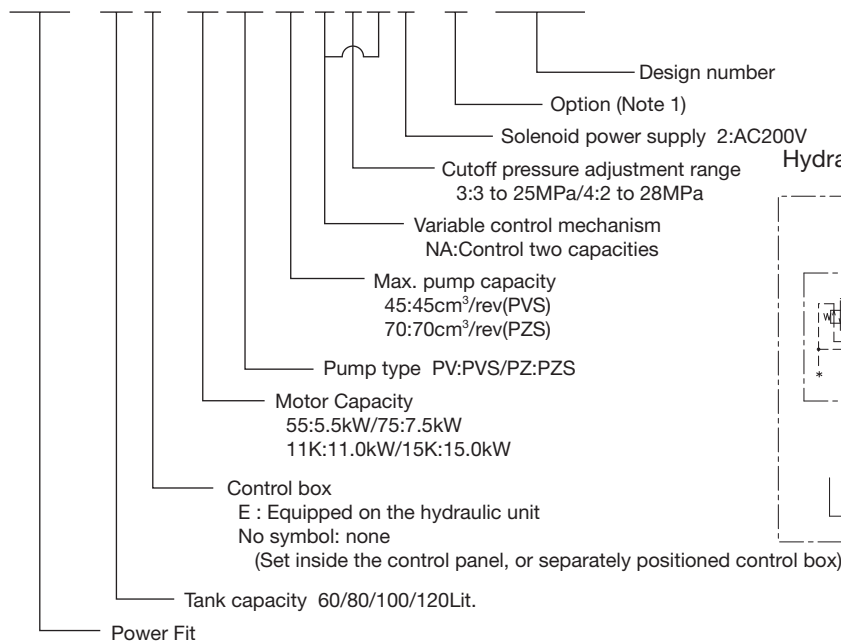 Design number
Option (Note 1)
Solenoid power supply 2:AC200V
Hydra
Cutoff pressure adjustment range
3:3 to 25MPa/4:2 to 28MPa
Variable control mechanism
NA:Control two capacities
Max. pump capacity
45:45cm³/rev(PVS)
70:70cm³/rev(PZS)
Pump type PV:PVS/PZ:PZS
*
Motor Capacity
55:5.5kW/75:7.5kW
11K:11.0kW/15K:15.0kW
Control box
E : Equipped on the hydraulic unit
No symbol: none
(Set inside the control panel, or separately positioned control box)
Tank capacity 60/80/100/120Lit.
Power Fit